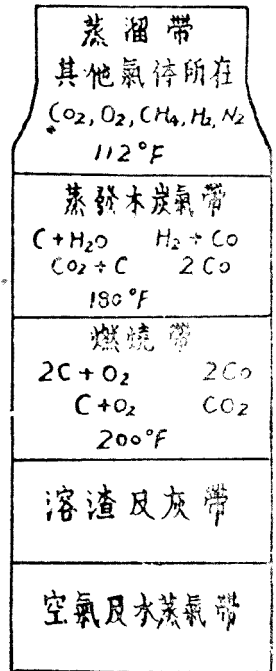 蒸溜带
其他氣体所在
CO2, O2, CH4, H2, N2
112°F
蒸發木炭氣帶
C+H2O H2+CO
CO2+C 2CO
180°F
燃燒帶
2C+O2 2CO
C+O2 CO2
200°F
溶渣及灰帶
空氣及水蒸氣帶